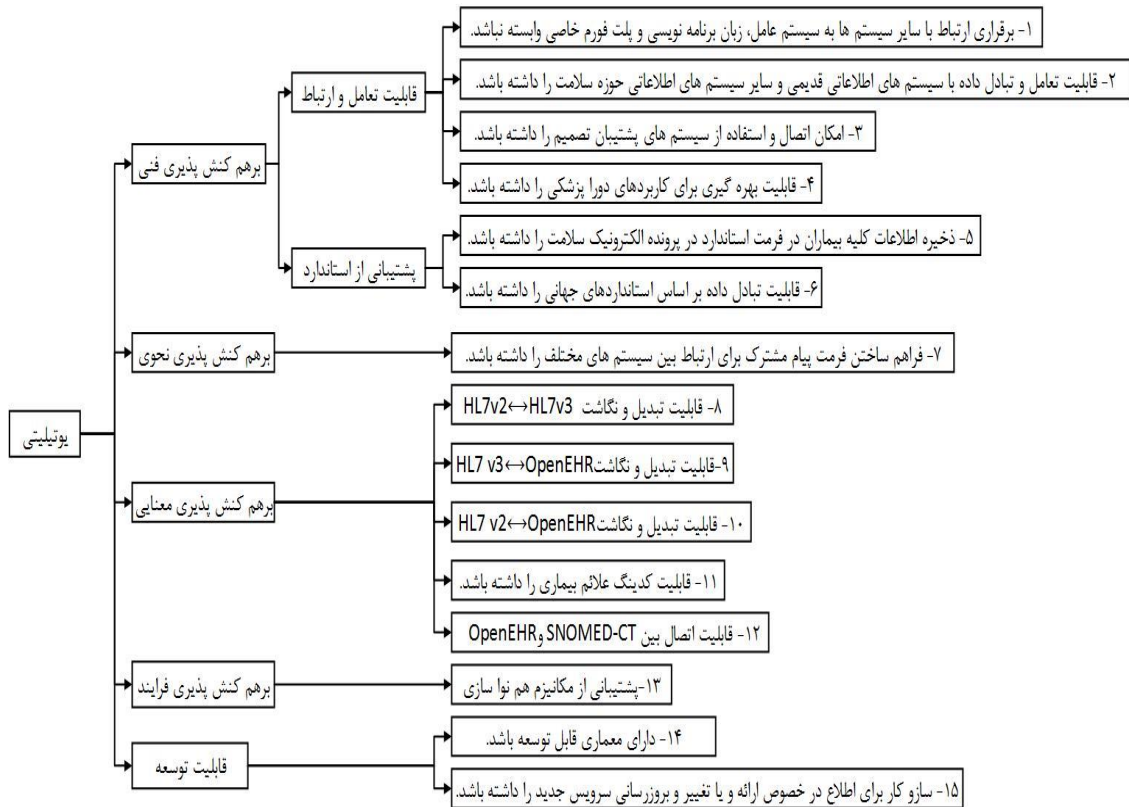 یوتیلیتی
برهم کنش پذیری فنی
قابلیت تعامل و ارتباط
۱- برقراری ارتباط با سایر سیستم ها به سیستم عامل، زبان برنامه نویسی و پلت فورم خاصی وابسته نباشد.
۲- قابلیت تعامل و تبادل داده با سیستم های اطلاعاتی قدیمی و سایر سیستم های اطلاعاتی حوزه سلامت را داشته باشد.
۳- امکان اتصال و استفاده از سیستم های پشتیبان تصمیم را داشته باشد.
۴- قابلیت بهره گیری برای کاربردهای دورا پزشکی را داشته باشد.
پشتیبانی از استاندارد
۵- ذخیره اطلاعات کلیه بیماران در فرمت استاندارد در پرونده الکترونیک سلامت را داشته باشد.
۶- قابلیت تبادل داده بر اساس استانداردهای جهانی را داشته باشد.
برهم کنش پذیری نحوی
۷- فراهم ساختن فرمت پیام مشترک برای ارتباط بین سیستم های مختلف را داشته باشد.
برهم کنش پذیری معنایی
۸- قابلیت تبدیل و نگاشت HL7v2↔HL7v3
۹-قابلیت تبدیل و نگاشت HL7 v3↔OpenEHR
۱۰- قابلیت تبدیل و نگاشت HL7 v2↔OpenEHR
۱۱- قابلیت کدینگ علائم بیماری را داشته باشد.
۱۲- قابلیت اتصال بین SNOMED-CT و OpenEHR
برهم کنش پذیری فرایند
۱۳-پشتیبانی از مکانیزم هم نوا سازی
قابلیت توسعه
۱۴- دارای معماری قابل توسعه باشد.
۱۵- سازو کار برای اطلاع در خصوص ارائه و یا تغییر و بروزرسانی سرویس جدید را داشته باشد.